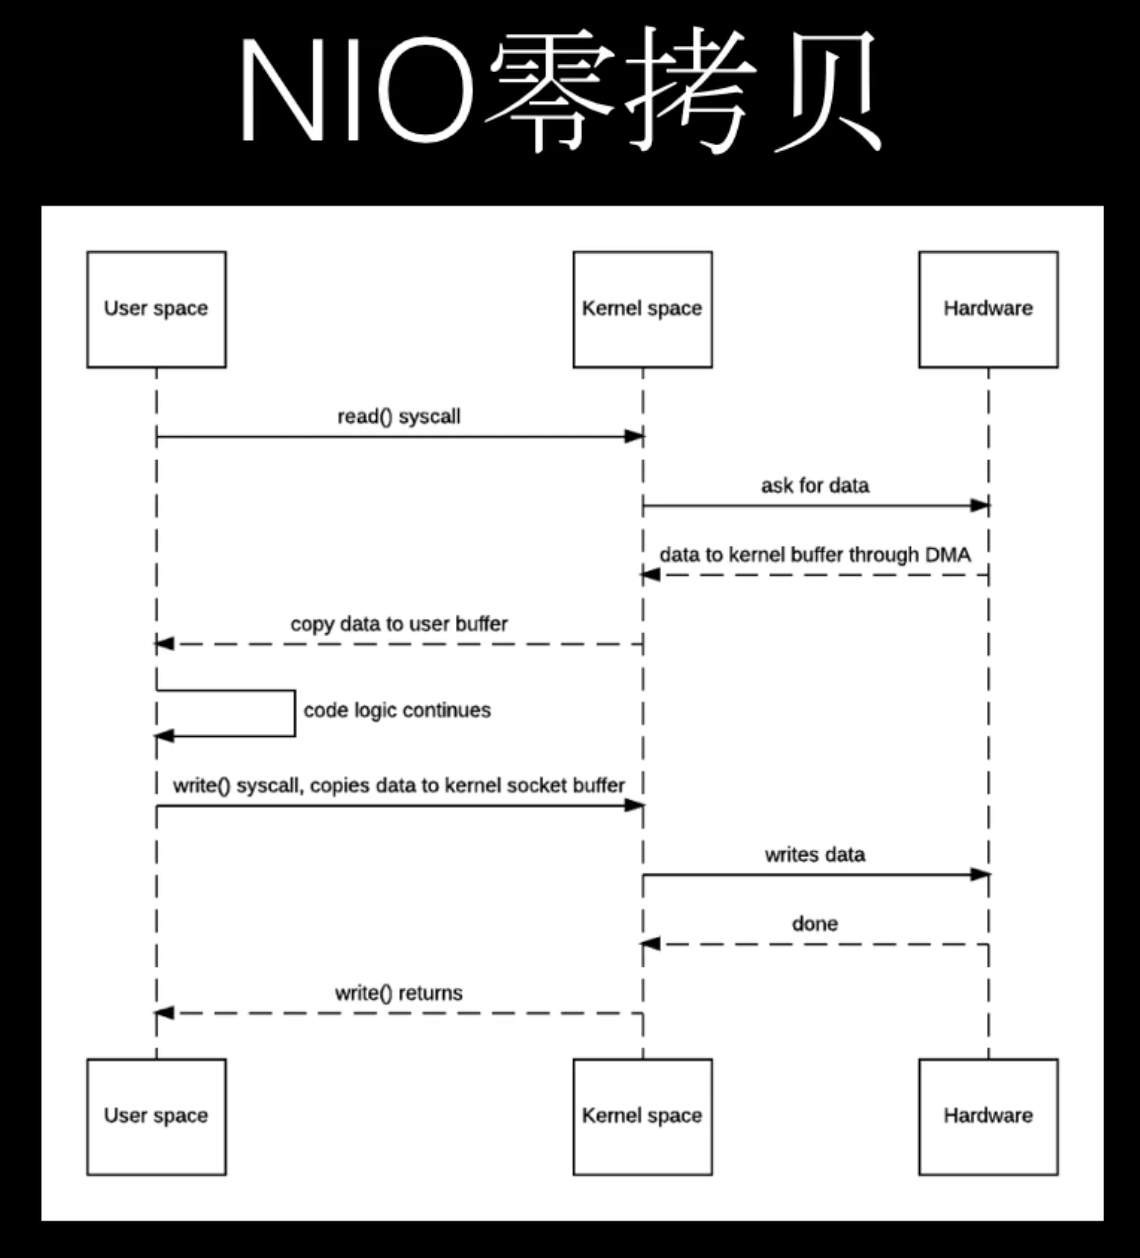 NIO零拷贝
User space
Kernel space
Hardware
read() syscall
ask for data
data to kernel buffer through DMA
copy data to user buffer
code logic continues
write() syscall, copies data to kernel socket buffer
writes data
done
write() returns
User space
Kernel space
Hardware